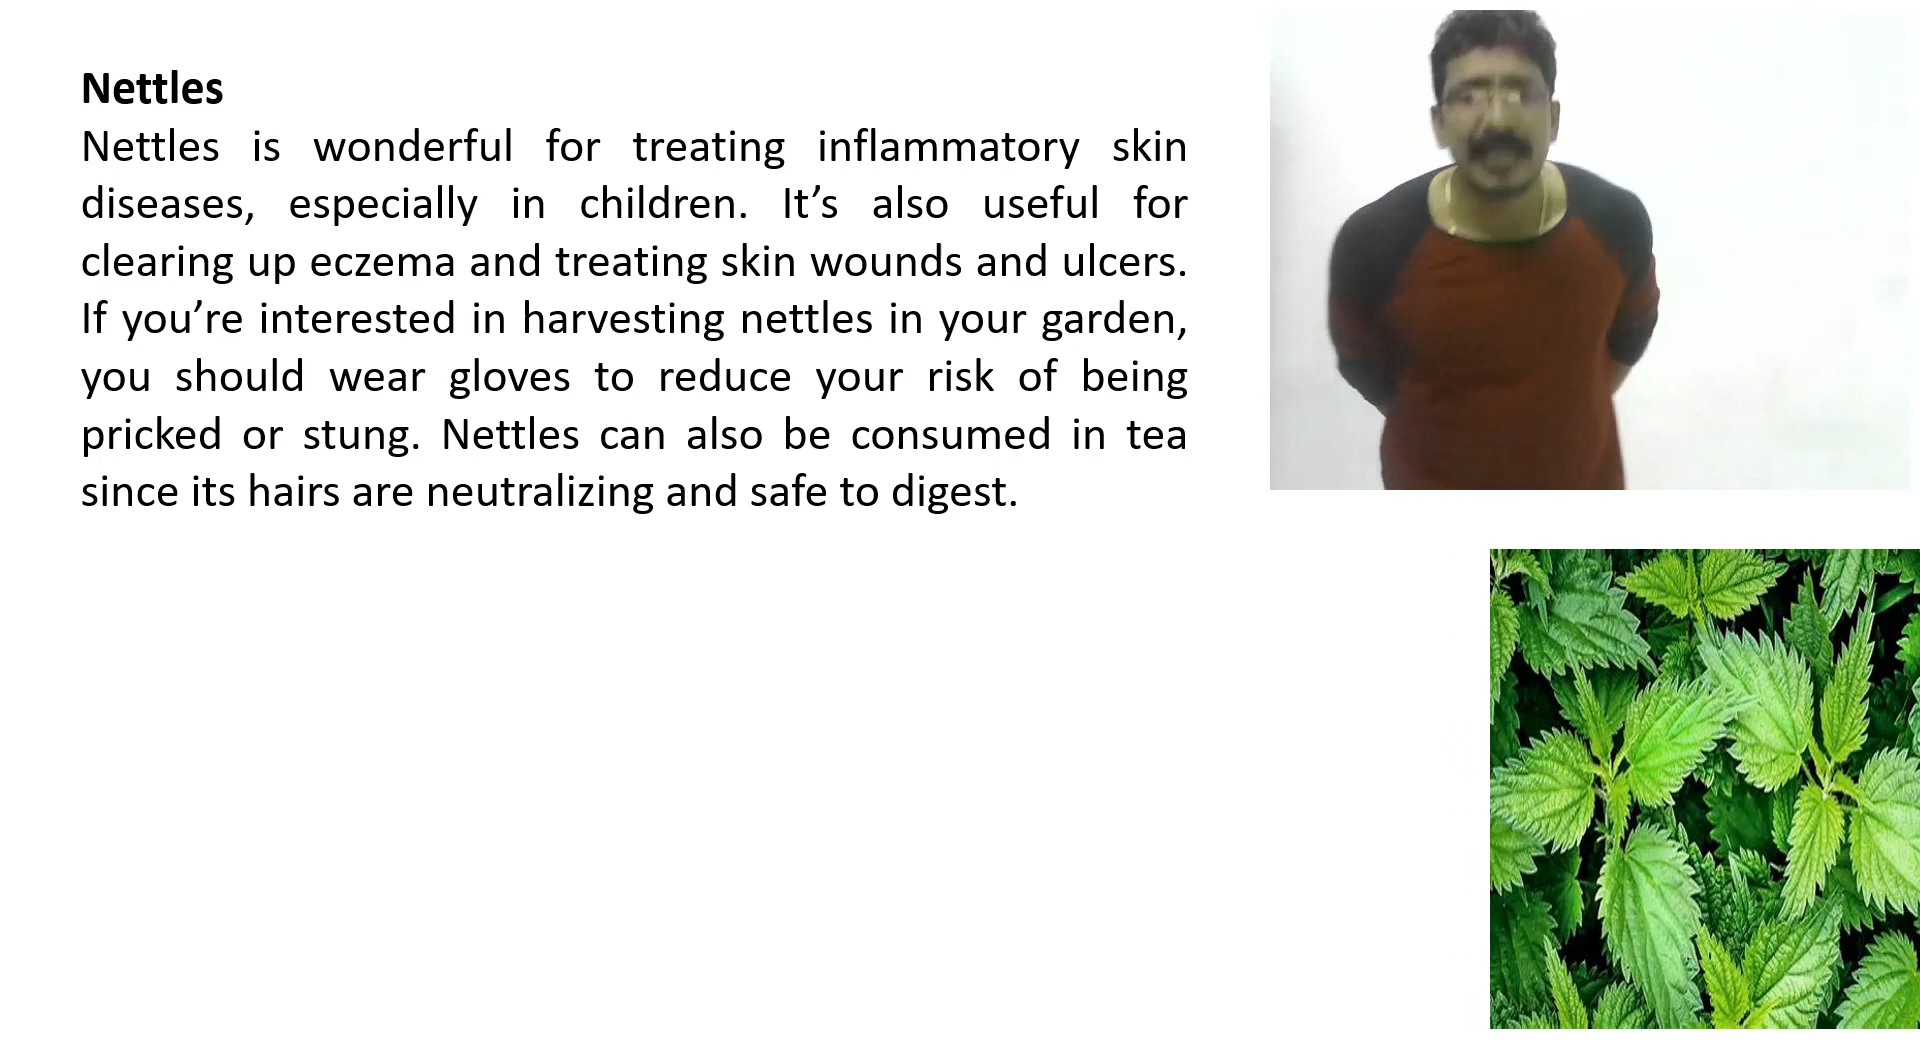 Nettles
Nettles is wonderful for treating inflammatory skin
diseases, especially in children. It’s also useful for
clearing up eczema and treating skin wounds and ulcers.
If you’re interested in harvesting nettles in your garden,
you should wear gloves to reduce your risk of being
pricked or stung. Nettles can also be consumed in tea
since its hairs are neutralizing and safe to digest.